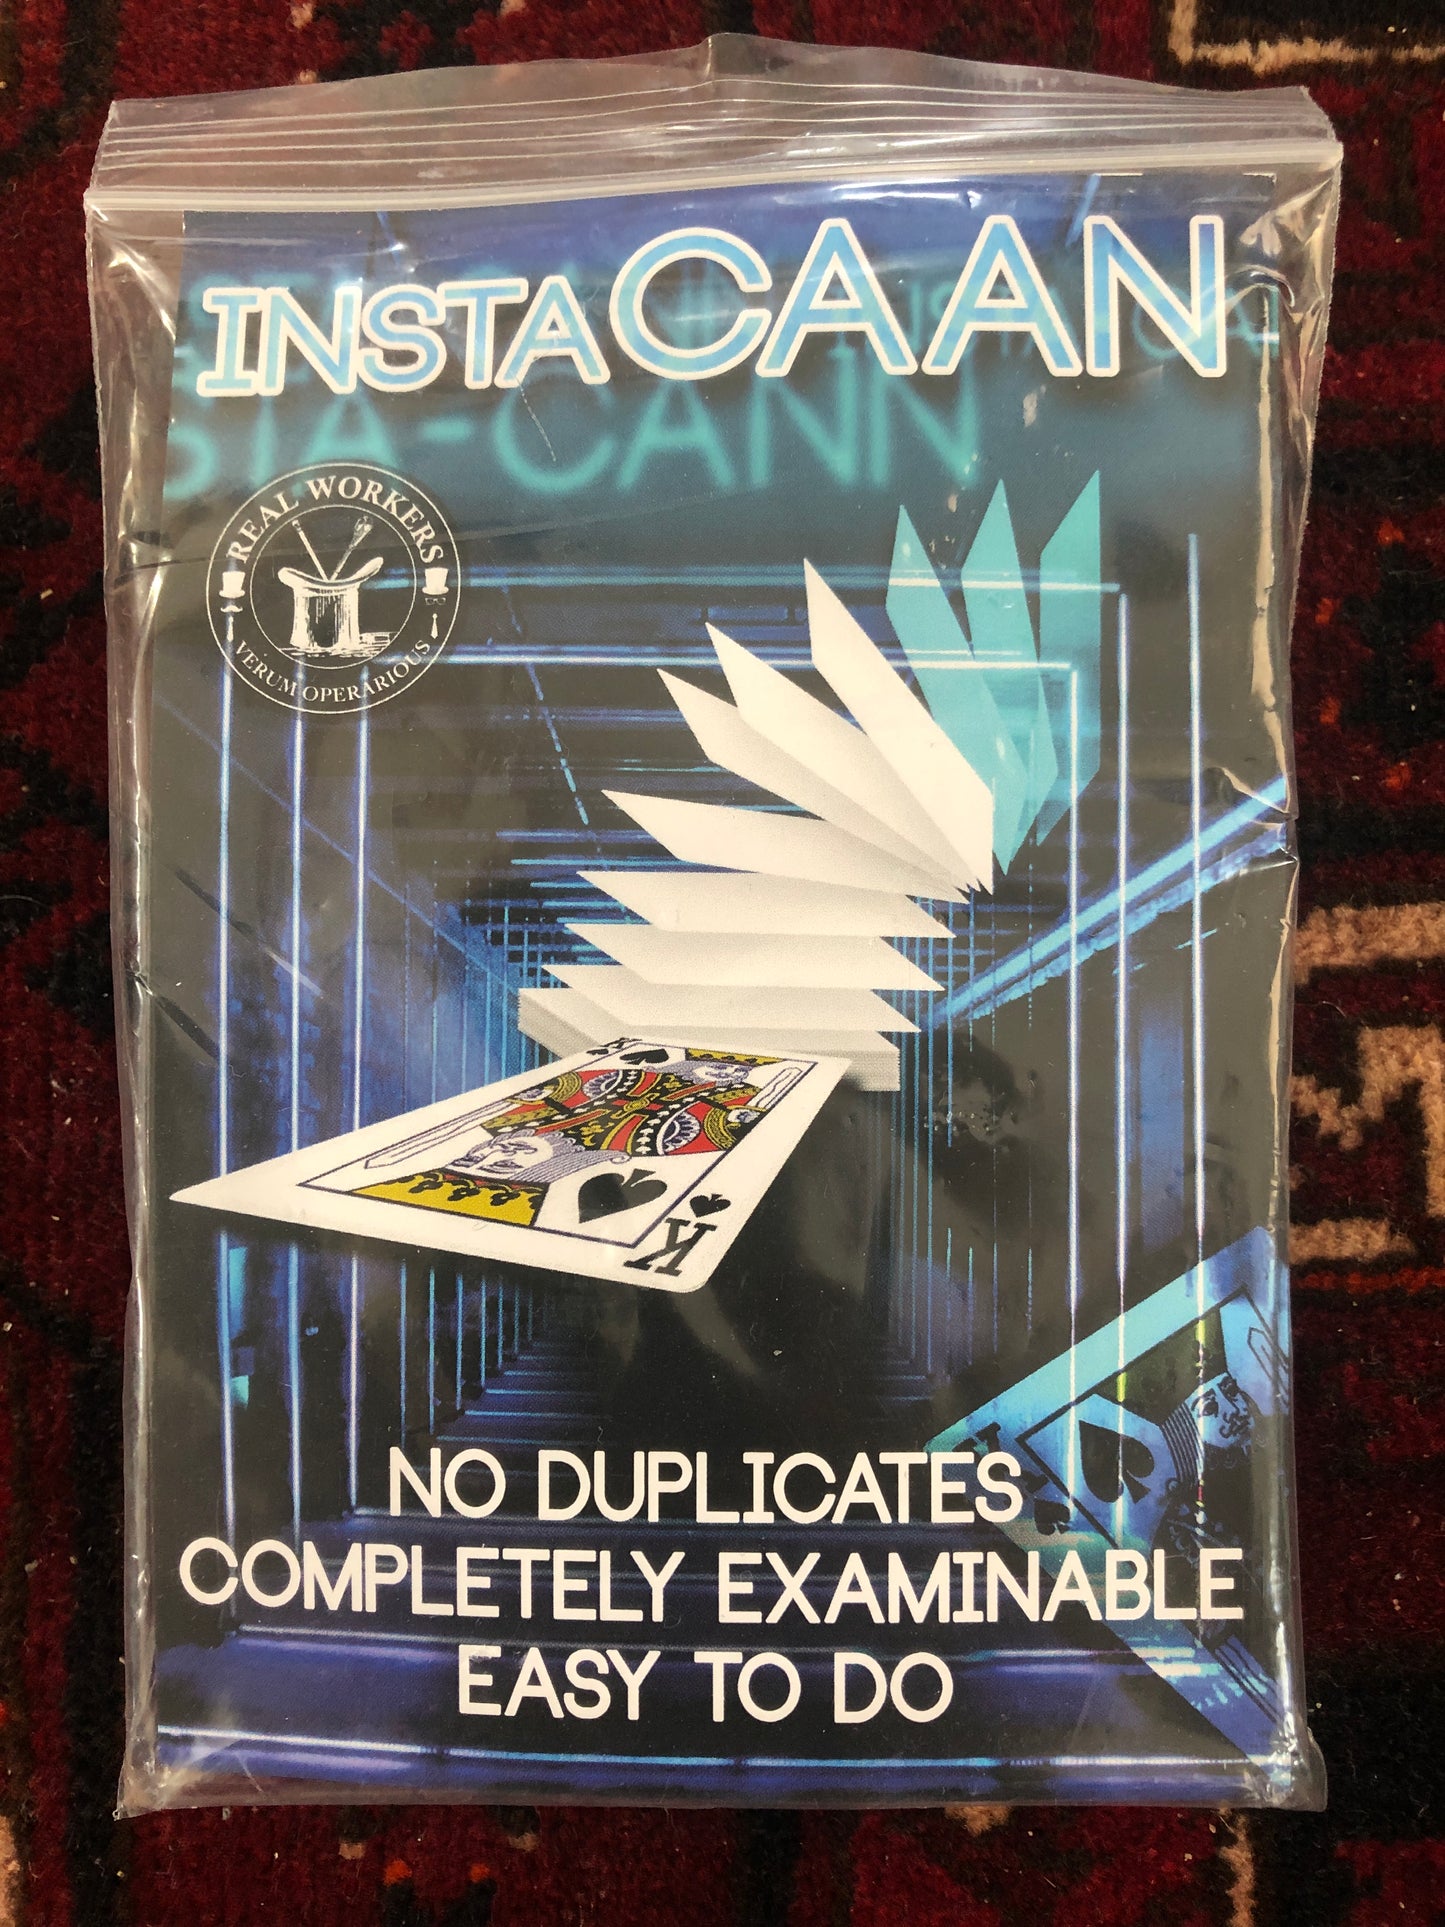 INSTACAAN
STA-CANN
REAL WORKERS
VERUM OPERARIOUS
K
K
NO DUPLICATES
COMPLETELY EXAMINABLE
EASY TO DO